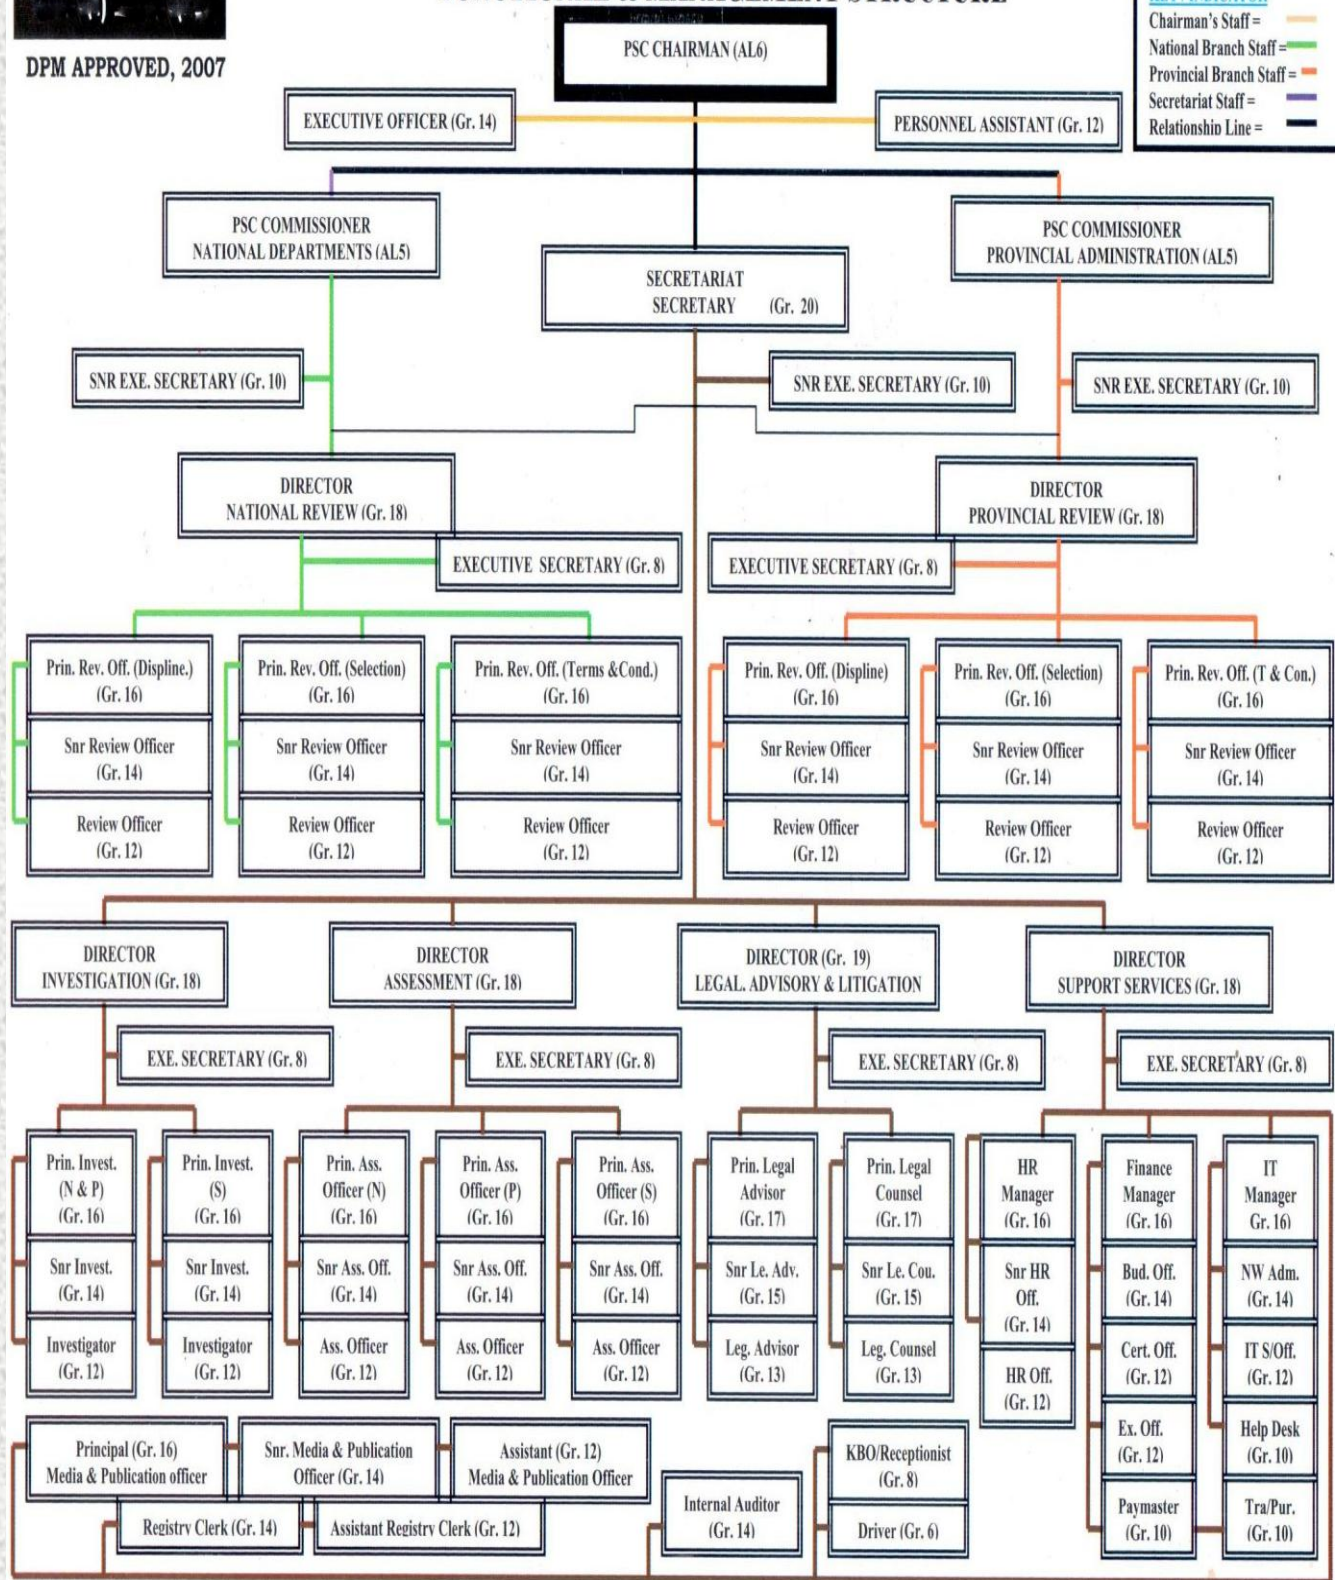 FUNCTIONAL & MANAGEMENT STRUCTURE
DPM APPROVED, 2007
Chairman's Staff =
National Branch Staff =
Provincial Branch Staff =
Secretariat Staff =
Relationship Line =
PSC CHAIRMAN (AL6)
EXECUTIVE OFFICER (Gr. 14)
PERSONNEL ASSISTANT (Gr. 12)
PSC COMMISSIONER
NATIONAL DEPARTMENTS (AL5)
PSC COMMISSIONER
PROVINCIAL ADMINISTRATION (AL5)
SECRETARIAT
SECRETARY (Gr. 20)
SNR EXE. SECRETARY (Gr. 10)
SNR EXE. SECRETARY (Gr. 10)
SNR EXE. SECRETARY (Gr. 10)
DIRECTOR
NATIONAL REVIEW (Gr. 18)
DIRECTOR
PROVINCIAL REVIEW (Gr. 18)
EXECUTIVE SECRETARY (Gr. 8)
EXECUTIVE SECRETARY (Gr. 8)
Prin. Rev. Off. (Displine.)
(Gr. 16)
Snr Review Officer
(Gr. 14)
Review Officer
(Gr. 12)
Prin. Rev. Off. (Selection)
(Gr. 16)
Snr Review Officer
(Gr. 14)
Review Officer
(Gr. 12)
Prin. Rev. Off. (Terms &Cond.)
(Gr. 16)
Snr Review Officer
(Gr. 14)
Review Officer
(Gr. 12)
Prin. Rev. Off. (Displine)
(Gr. 16)
Snr Review Officer
(Gr. 14)
Review Officer
(Gr. 12)
Prin. Rev. Off. (Selection)
(Gr. 16)
Snr Review Officer
(Gr. 14)
Review Officer
(Gr. 12)
Prin. Rev. Off. (T & Con.)
(Gr. 16)
Snr Review Officer
(Gr. 14)
Review Officer
(Gr. 12)
DIRECTOR
INVESTIGATION (Gr. 18)
DIRECTOR
ASSESSMENT (Gr. 18)
DIRECTOR (Gr. 19)
LEGAL. ADVISORY & LITIGATION
DIRECTOR
SUPPORT SERVICES (Gr. 18)
EXE. SECRETARY (Gr. 8)
EXE. SECRETARY (Gr. 8)
EXE. SECRETARY (Gr. 8)
EXE. SECRETARY (Gr. 8)
Prin. Invest.
(N & P)
(Gr. 16)
Snr Invest.
(Gr. 14)
Investigator
(Gr. 12)
Prin. Invest.
(S)
(Gr. 16)
Snr Invest.
(Gr. 14)
Investigator
(Gr. 12)
Prin. Ass.
Officer (N)
(Gr. 16)
Snr Ass. Off.
(Gr. 14)
Ass. Officer
(Gr. 12)
Prin. Ass.
Officer (P)
(Gr. 16)
Snr Ass. Off.
(Gr. 14)
Ass. Officer
(Gr. 12)
Prin. Ass.
Officer (S)
(Gr. 16)
Snr Ass. Off.
(Gr. 14)
Ass. Officer
(Gr. 12)
Prin. Legal
Advisor
(Gr. 17)
Snr Le. Adv.
(Gr. 15)
Leg. Advisor
(Gr. 13)
Prin. Legal
Counsel
(Gr. 17)
Snr Le. Cou.
(Gr. 15)
Leg. Counsel
(Gr. 13)
HR
Manager
(Gr. 16)
Snr HR
Off.
(Gr. 14)
HR Off.
(Gr. 12)
Finance
Manager
(Gr. 16)
Bud. Off.
(Gr. 14)
Cert. Off.
(Gr. 12)
Ex. Off.
(Gr. 12)
Paymaster
(Gr. 10)
IT
Manager
Gr. 16)
NW Adm.
(Gr. 14)
IT S/Off.
(Gr. 12)
Help Desk
(Gr. 10)
Tra/Pur.
(Gr. 10)
Principal (Gr. 16)
Media & Publication officer
Snr. Media & Publication
Officer (Gr. 14)
Assistant (Gr. 12)
Media & Publication Officer
Registry Clerk (Gr. 14)
Assistant Registry Clerk (Gr. 12)
Internal Auditor
(Gr. 14)
KBO/Receptionist
(Gr. 8)
Driver (Gr. 6)